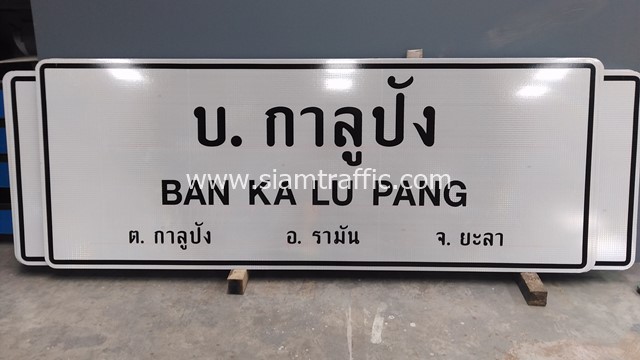 บ. กาลูปัง
www.siamtraffic.com
BAN KA LU PANG
ต. กาลูปัง อ. รามัน จ. ยะลา